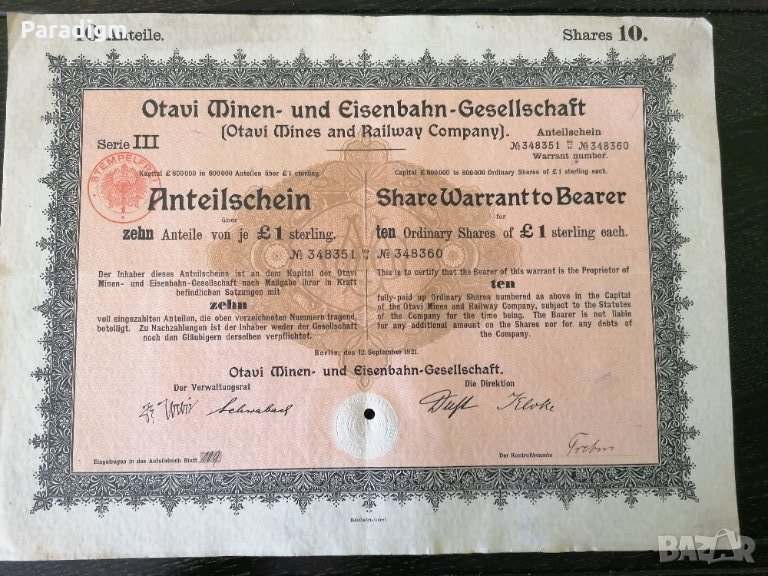 Paradigm
10 Anteile.
Shares 10.
Otavi Minen- und Eisenbahn-Gesellschaft
(Otavi Mines and Railway Company).
Serie III
Anteilschein
№ 348351 bis № 348360
Warrant number.
STEMPELFREI
1
Kapital £ 800000 in 800000 Anteilen über £ 1 sterling.
Capital £ 800000 in 800000 Ordinary Shares of £ 1 sterling each.
Anteilschein
Share Warrant to Bearer
über
for
zehn Anteile von je £ 1 sterling.
ten Ordinary Shares of £ 1 sterling each.
№ 348351 bis № 348360
Der Inhaber dieses Anteilscheins ist an dem Kapital der Otavi
Minen- und Eisenbahn-Gesellschaft nach Maßgabe ihrer in Kraft
befindlichen Satzungen mit
zehn
voll eingezahlten Anteilen, die oben verzeichneten Nummern tragend,
beteiligt. Zu Nachzahlungen ist der Inhaber weder der Gesellschaft
noch den Gläubigern derselben verpflichtet.
This is to certify that the Bearer of this warrant is the Proprietor of
ten
fully-paid up Ordinary Shares numbered as above in the Capital
of the Otavi Mines and Railway Company, subject to the Statutes
of the Company for the time being. The Bearer is not liable
for any additional amount on the Shares nor for any debts of
the Company.
Berlin, den 12. September 1921.
Otavi Minen- und Eisenbahn-Gesellschaft.
Der Verwaltungsrat
Die Direktion
Schwabach
Duft
Kloke
Eingetragen in das Anteilsbuch Blatt
Der Kontrollbeamte
Reichsdruckerei
BAZAR